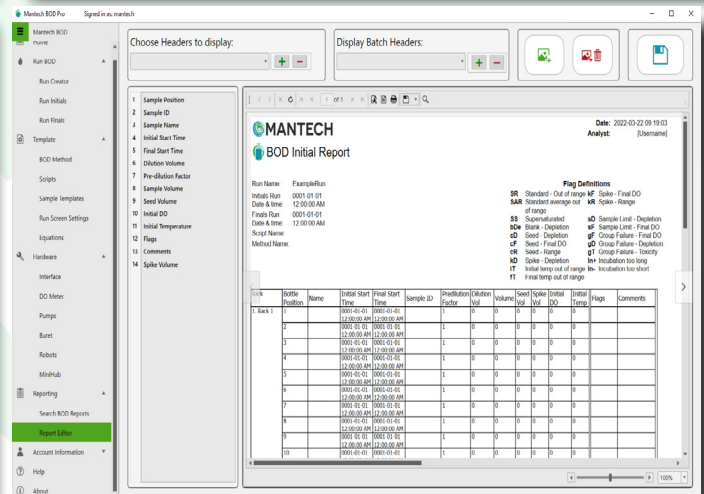 Mantech BOD Pro Signed in as: mantech
Mantech BOD
Home
Run BOD
Run Creator
Run Initials
Run Finals
Template
BOD Method
Scripts
Sample Templates
Run Screen Settings
Equations
Hardware
Interface
DO Meter
Pumps
Buret
Robots
MiniHub
Reporting
Search BOD Reports
Report Editor
Account Information
Help
About
Choose Headers to display:
Display Batch Headers:
1 Sample Position
2 Sample ID
3 Sample Name
4 Initial Start Time
5 Final Start Time
6 Dilution Volume
7 Pre-dilution Factor
8 Sample Volume
9 Seed Volume
10 Initial DO
11 Initial Temperature
12 Flags
13 Comments
14 Spike Volume
1 of 1
MANTECH
BOD Initial Report
Date: 2022-03-22 09:19:03
Analyst: [Username]
Run Name: ExampleRun
Initials Run 0001-01-01
Date & time: 12:00:00 AM
Finals Run 0001-01-01
Date & time: 12:00:00 AM
Script Name:
Method Name:
Flag Definitions
SR Standard - Out of range kF Spike - Final DO
SAR Standard average out kR Spike - Range
of range
SS Supersaturated sD Sample Limit - Depletion
bDe Blank - Depletion sF Sample Limit - Final DO
cD Seed - Depletion gF Group Failure - Final DO
cF Seed - Final DO gD Group Failure - Depletion
cR Seed - Range gT Group Failure - Toxicity
kD Spike - Depletion In+ Incubation too long
iT Initial temp out of range In- Incubation too short
fT Final temp out of range
Rack Bottle Position Name Initial Start Time Final Start Time Sample ID Predilution Factor Dilution Vol Volume Seed Vol Spike Vol Initial DO Initial Temp Flags Comments
1. Rack 1 1 0001-01-01 0001-01-01 1 0 0 0 0 0 0
12:00:00 AM 12:00:00 AM
2 0001-01-01 0001-01-01 1 0 0 0 0 0 0
12:00:00 AM 12:00:00 AM
3 0001-01-01 0001-01-01 1 0 0 0 0 0 0
12:00:00 AM 12:00:00 AM
4 0001-01-01 0001-01-01 1 0 0 0 0 0 0
12:00:00 AM 12:00:00 AM
5 0001-01-01 0001-01-01 1 0 0 0 0 0 0
12:00:00 AM 12:00:00 AM
6 0001-01-01 0001-01-01 1 0 0 0 0 0 0
12:00:00 AM 12:00:00 AM
7 0001-01-01 0001-01-01 1 0 0 0 0 0 0
12:00:00 AM 12:00:00 AM
8 0001-01-01 0001-01-01 1 0 0 0 0 0 0
12:00:00 AM 12:00:00 AM
9 0001-01-01 0001-01-01 1 0 0 0 0 0 0
12:00:00 AM 12:00:00 AM
10 0001-01-01 0001-01-01 1 0 0 0 0 0 0
100%